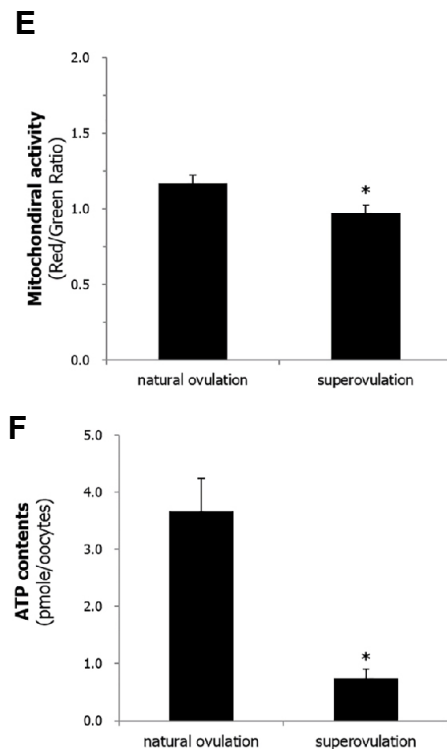 E
Mitochondiral activity
(Red/Green Ratio)
2.0
1.5
1.0
0.5
0.0
*
natural ovulation superovulation
F
ATP contents
(pmole/oocytes)
5.0
4.0
3.0
2.0
1.0
0.0
*
natural ovulation superovulation